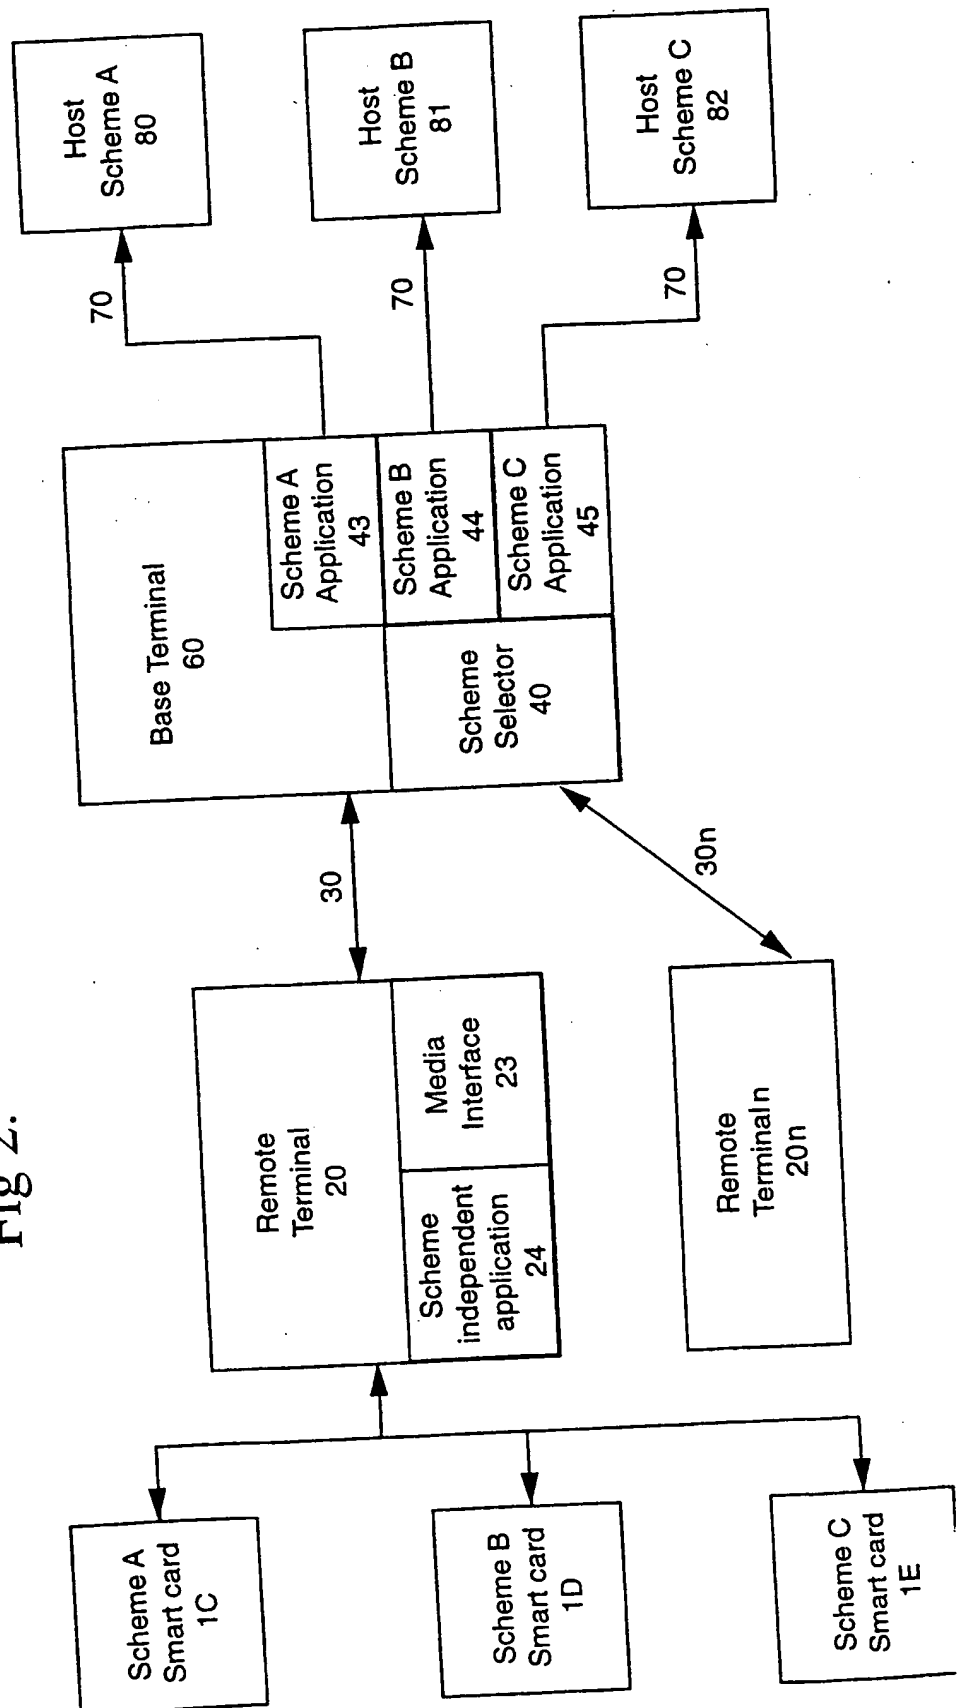 Fig 2.
Scheme A
Smart card
1C
Scheme B
Smart card
1D
Scheme C
Smart card
1E
Remote
Terminal
20
Scheme
independent
application
24
Media
Interface
23
Remote
Terminaln
20n
30
30n
Base Terminal
60
Scheme
Selector
40
Scheme A
Application
43
Scheme B
Application
44
Scheme C
Application
45
70
70
70
Host
Scheme A
80
Host
Scheme B
81
Host
Scheme C
82